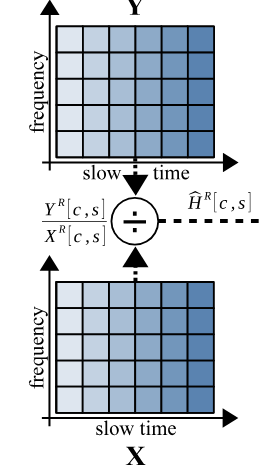 Y
frequency
slow time
Y^R[c,s]
X^R[c,s]
÷
Ĥ^R[c,s]
frequency
slow time
X